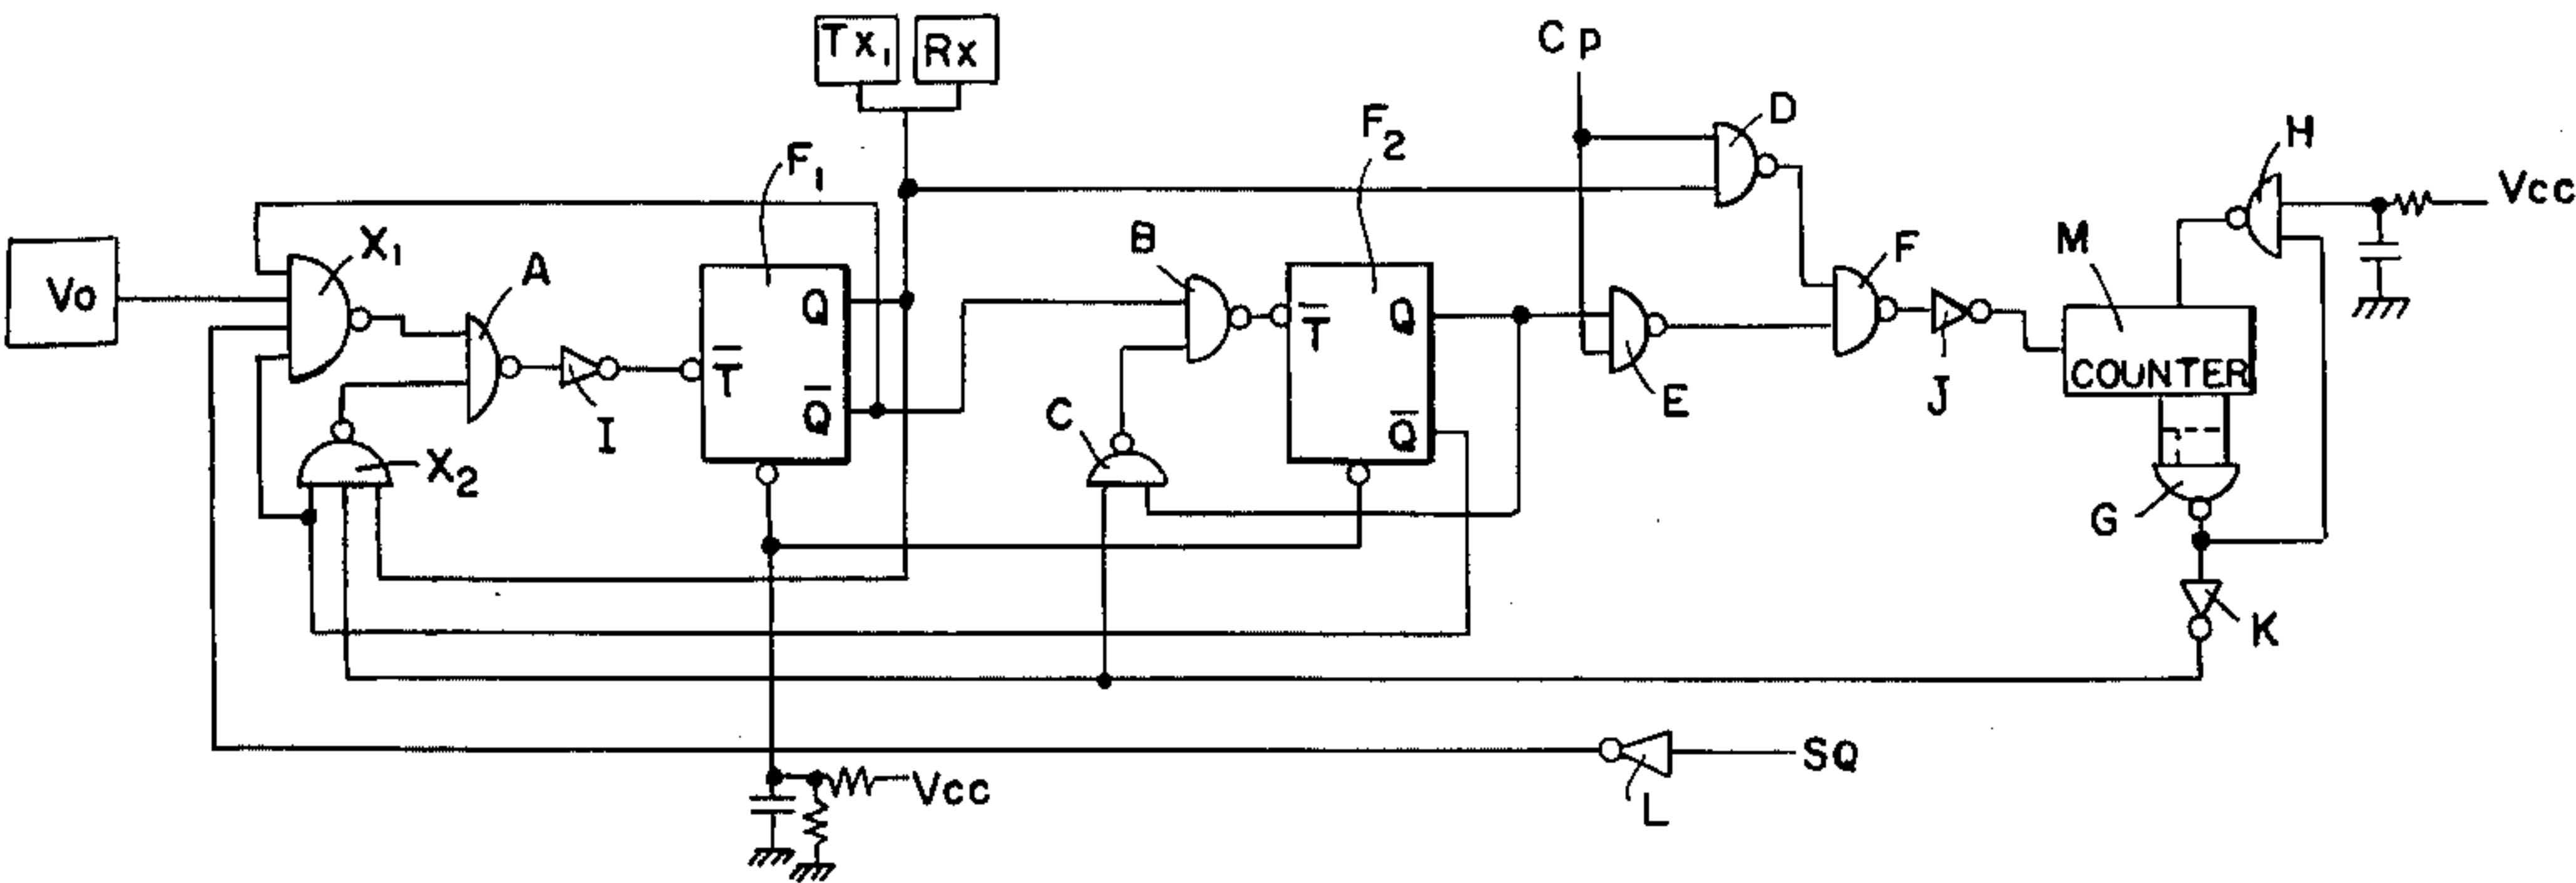 Tx₁
Rx
Cp
D
H
F₁
F₂
Vcc
Vo
X₁
A
B
F
M
Q
Q
T̅
T̅
COUNTER
I
Q̅
C
Q̅
E
J
X₂
G
K
SQ
Vcc
L